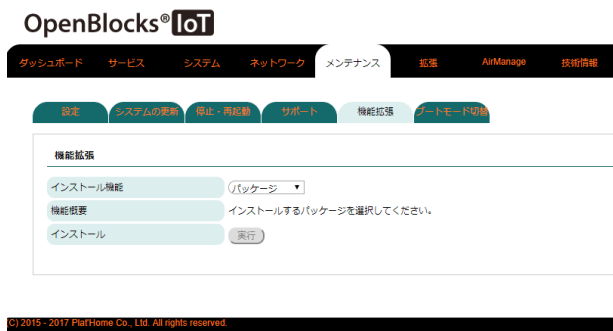 OpenBlocks® IoT
ダッシュボード サービス システム ネットワーク メンテナンス 拡張 AirManage 技術情報
設定 システムの更新 停止・再起動 サポート 機能拡張 ブートモード切替
機能拡張
インストール機能 パッケージ ▼
機能概要 インストールするパッケージを選択してください。
インストール 実行
(C) 2015 - 2017 Plat'Home Co., Ltd. All rights reserved.